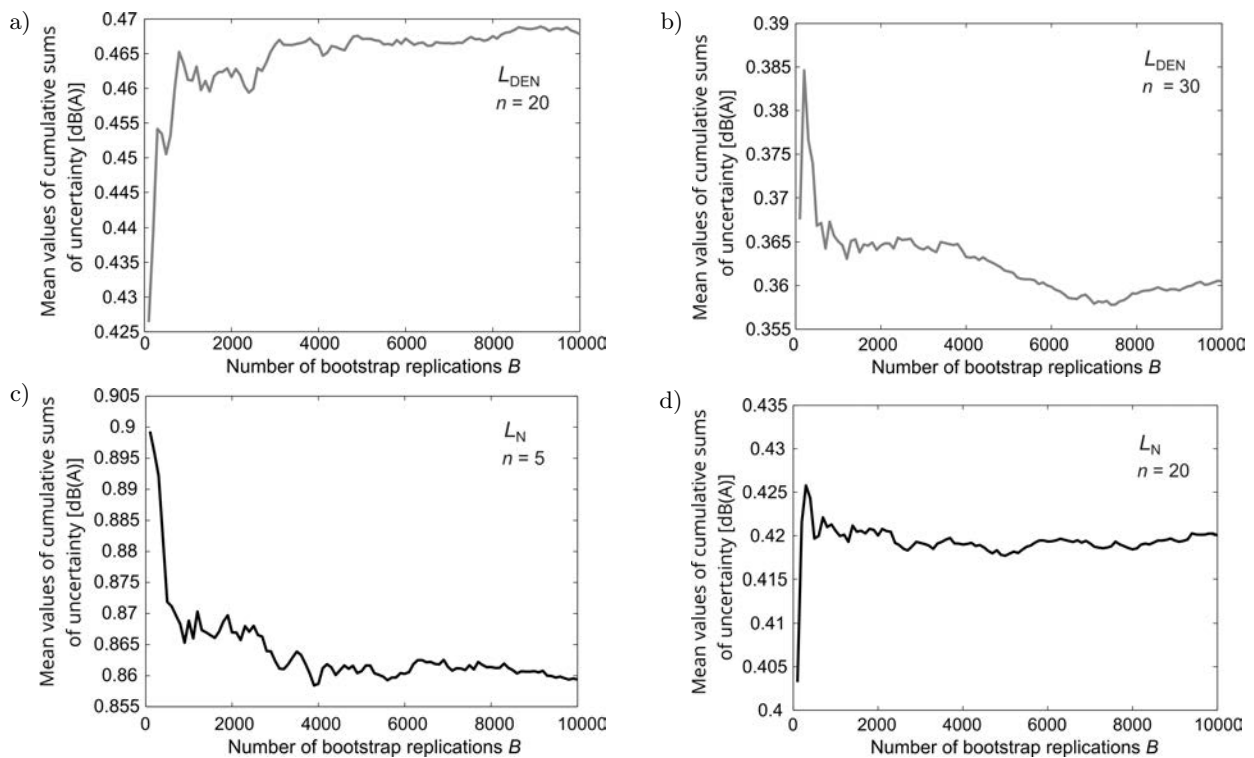 a)
Mean values of cumulative sums
of uncertainty [dB(A)]
0.47
0.465
0.46
0.455
0.45
0.445
0.44
0.435
0.43
0.425
L_DEN
n = 20
0 2000 4000 6000 8000 10000
Number of bootstrap replications B
b)
Mean values of cumulative sums
of uncertainty [dB(A)]
0.39
0.385
0.38
0.375
0.37
0.365
0.36
0.355
L_DEN
n = 30
0 2000 4000 6000 8000 10000
Number of bootstrap replications B
c)
Mean values of cumulative sums
of uncertainty [dB(A)]
0.905
0.9
0.895
0.89
0.885
0.88
0.875
0.87
0.865
0.86
0.855
L_N
n = 5
0 2000 4000 6000 8000 10000
Number of bootstrap replications B
d)
Mean values of cumulative sums
of uncertainty [dB(A)]
0.435
0.43
0.425
0.42
0.415
0.41
0.405
0.4
L_N
n = 20
0 2000 4000 6000 8000 10000
Number of bootstrap replications B